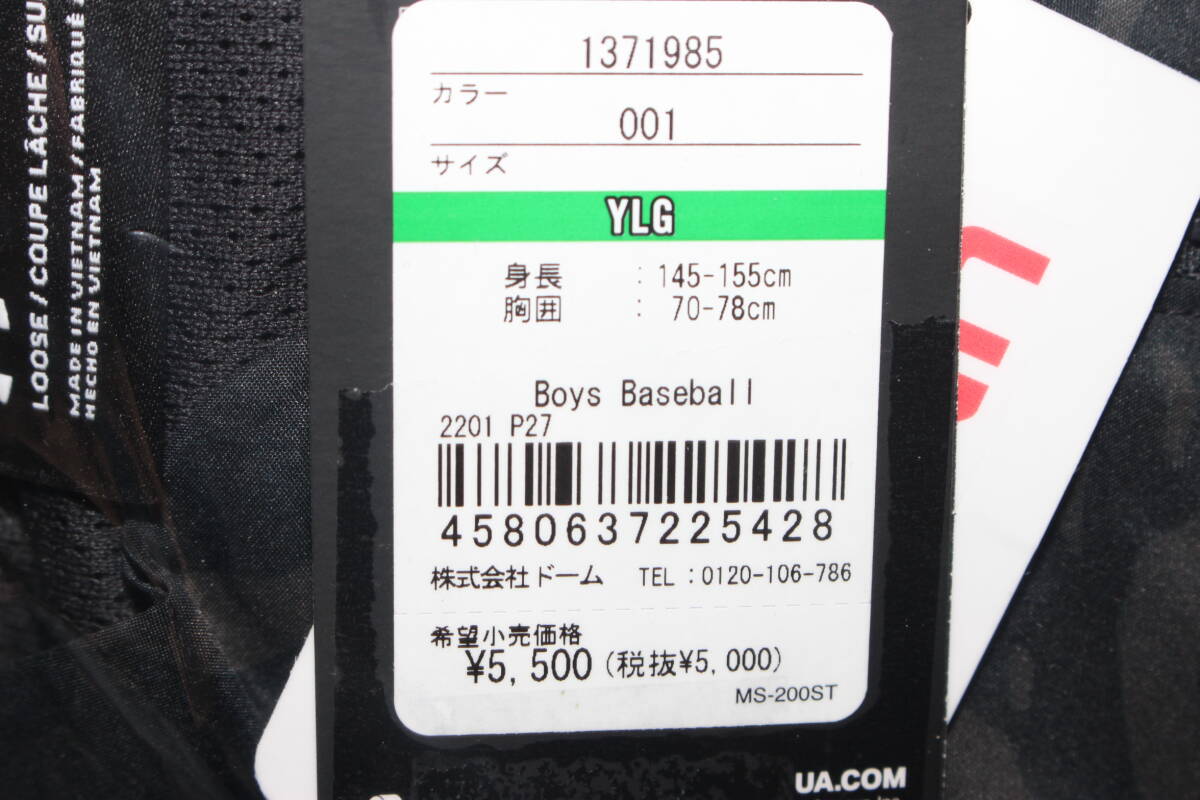 LOOSE / COUPE LÂCHE / SU
MADE IN VIETNAM / FABRIQUÉ
HECHO EN VIETNAM
1371985
カラー
001
サイズ
YLG
身長 : 145-155cm
胸囲 : 70-78cm
Boys Baseball
2201 P27
4580637225428
株式会社ドーム TEL : 0120-106-786
希望小売価格
¥5,500 (税抜¥5,000)
MS-200ST
UA.COM